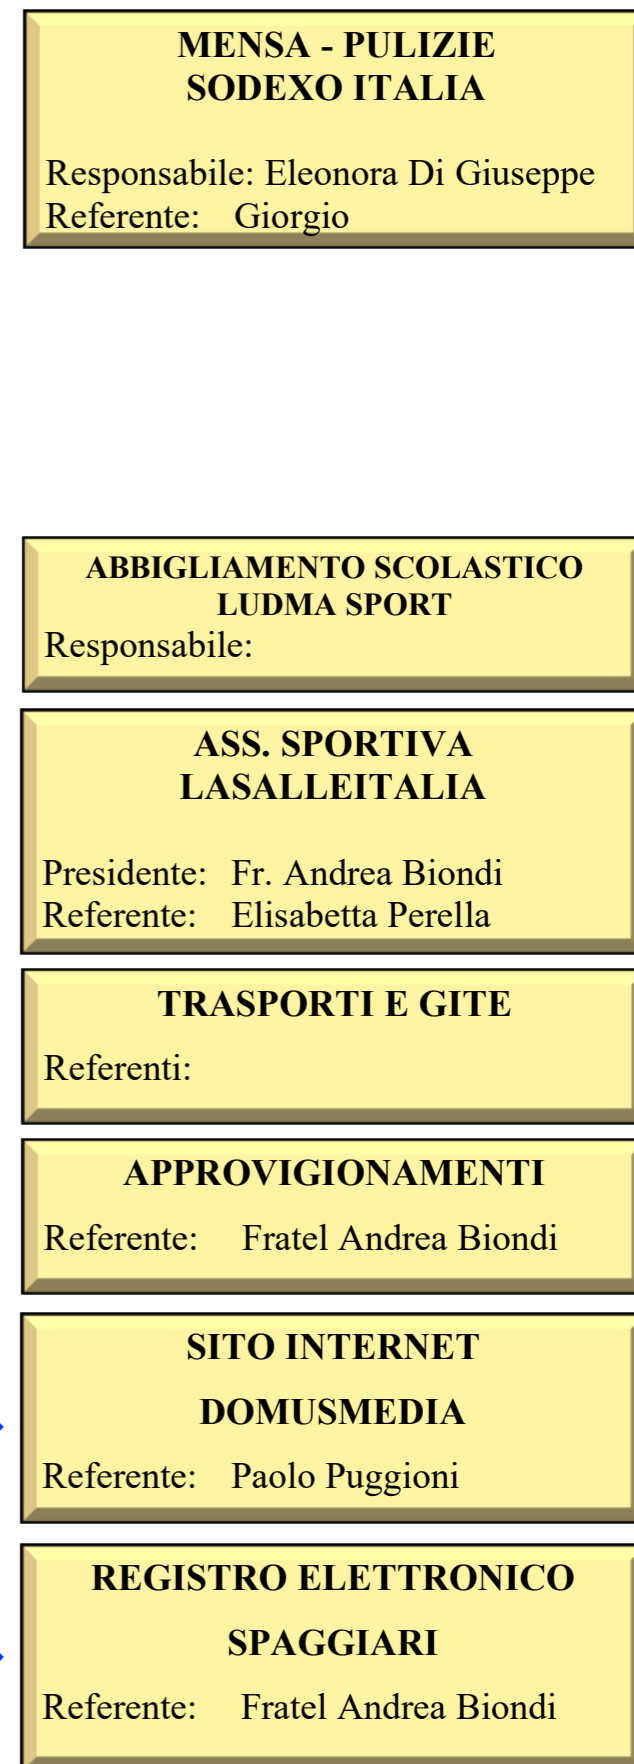 MENSA - PULIZIE
SODEXO ITALIA
Responsabile: Eleonora Di Giuseppe
Referente: Giorgio
ABBIGLIAMENTO SCOLASTICO
LUDMA SPORT
Responsabile:
ASS. SPORTIVA
LASALLEITALIA
Presidente: Fr. Andrea Biondi
Referente: Elisabetta Perella
TRASPORTI E GITE
Referenti:
APPROVIGIONAMENTI
Referente: Fratel Andrea Biondi
SITO INTERNET
DOMUSMEDIA
Referente: Paolo Puggioni
REGISTRO ELETTRONICO
SPAGGIARI
Referente: Fratel Andrea Biondi